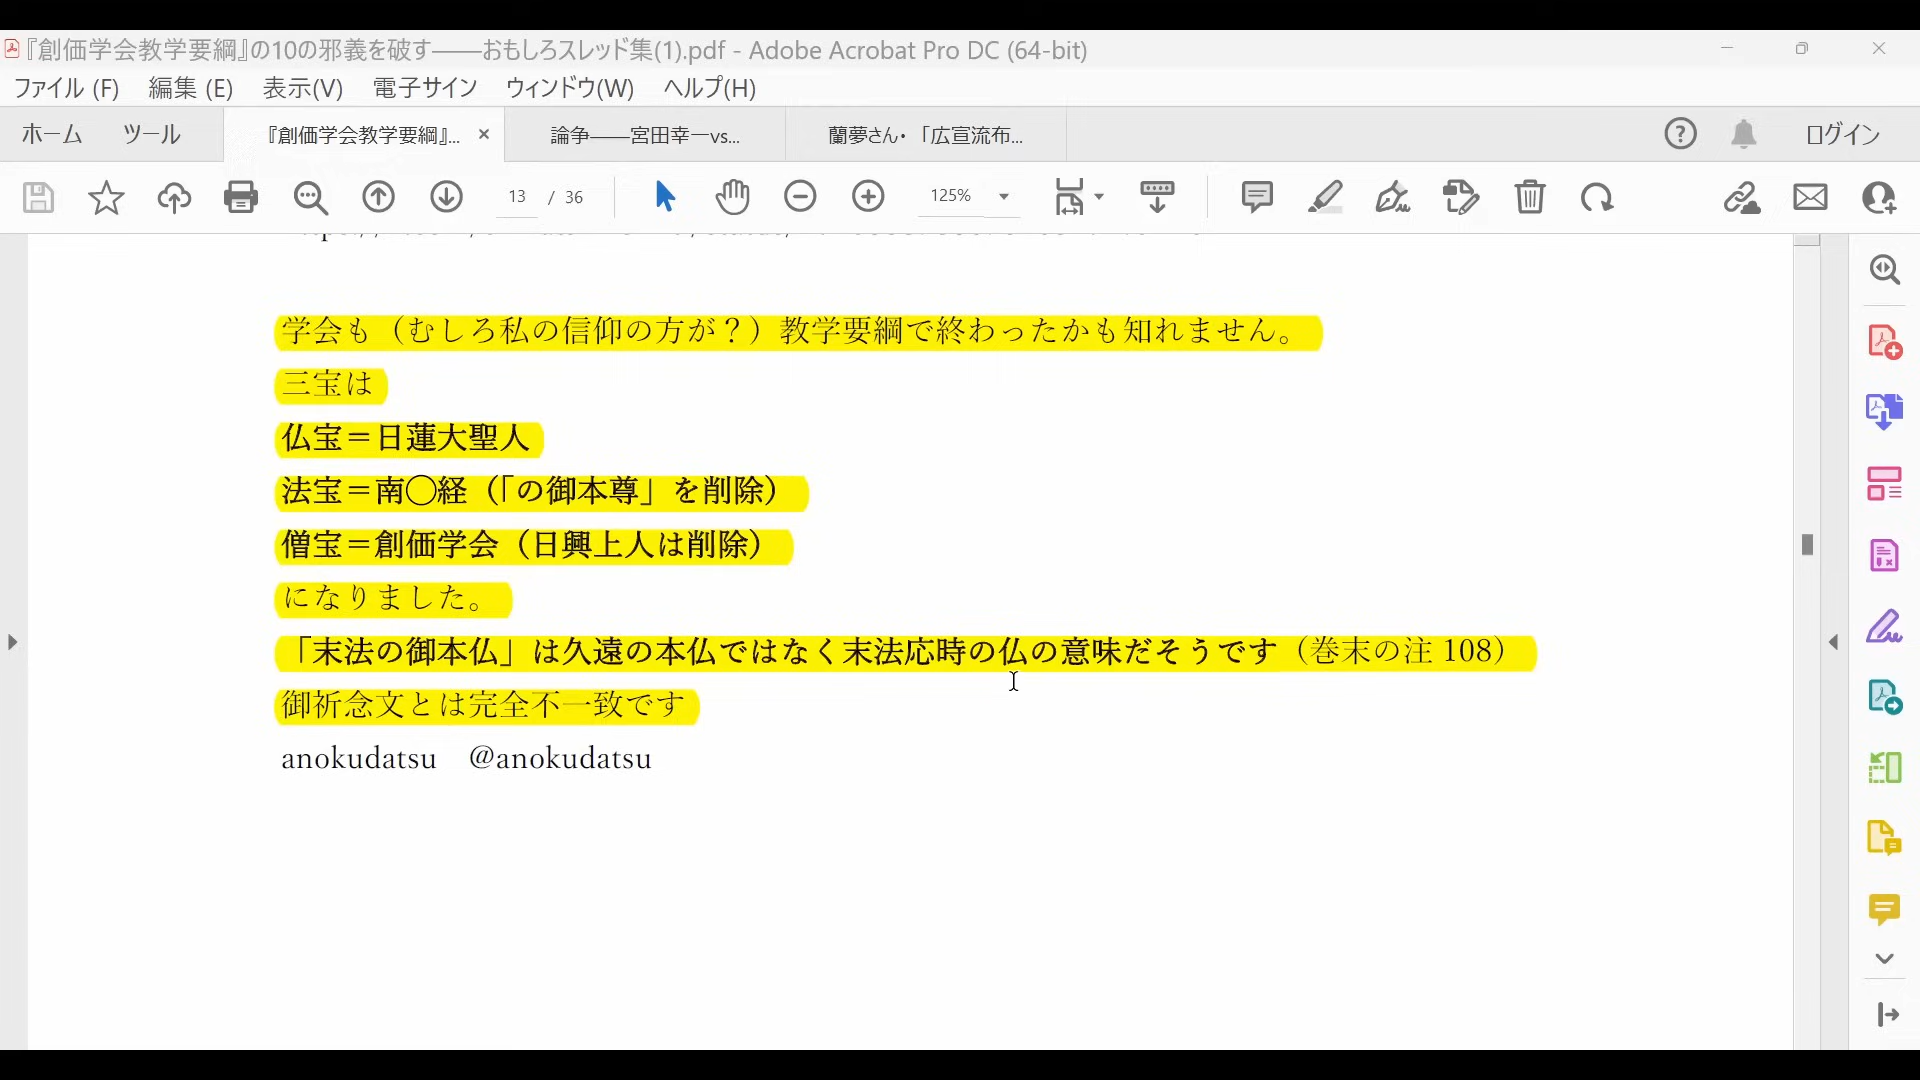 『創価学会教学要綱』の10の邪義を破す――おもしろスレッド集(1).pdf - Adobe Acrobat Pro DC (64-bit)
ファイル (F) 編集 (E) 表示(V) 電子サイン ウィンドウ(W) ヘルプ(H)
ホーム ツール 『創価学会教学要綱』... × 論争――宮田幸一vs... 蘭夢さん・「広宣流布... ログイン
13 / 36 125%
学会も（むしろ私の信仰の方が？）教学要綱で終わったかも知れません。
三宝は
仏宝＝日蓮大聖人
法宝＝南◯経（「の御本尊」を削除）
僧宝＝創価学会（日興上人は削除）
になりました。
「末法の御本仏」は久遠の本仏ではなく末法応時の仏の意味だそうです（巻末の注 108）
御祈念文とは完全不一致です
anokudatsu @anokudatsu